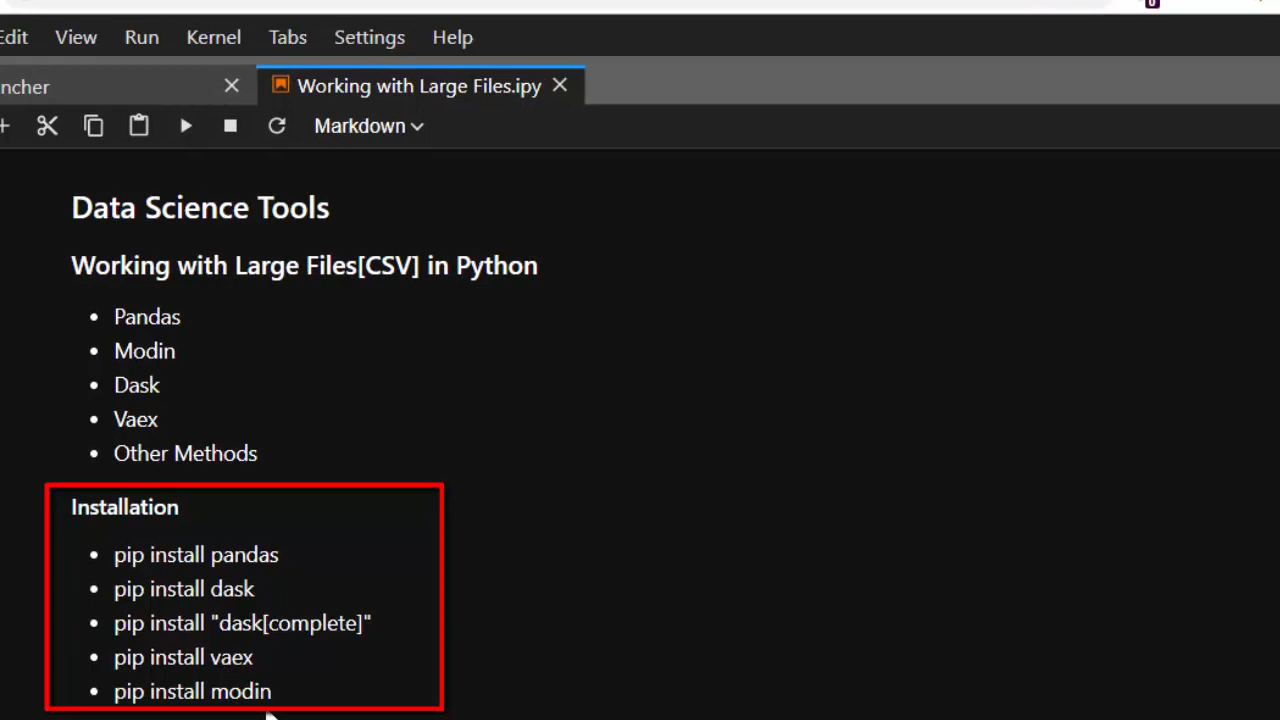 Edit View Run Kernel Tabs Settings Help
ncher Working with Large Files.ipy
Markdown
Data Science Tools
Working with Large Files[CSV] in Python
• Pandas
• Modin
• Dask
• Vaex
• Other Methods
Installation
• pip install pandas
• pip install dask
• pip install "dask[complete]"
• pip install vaex
• pip install modin